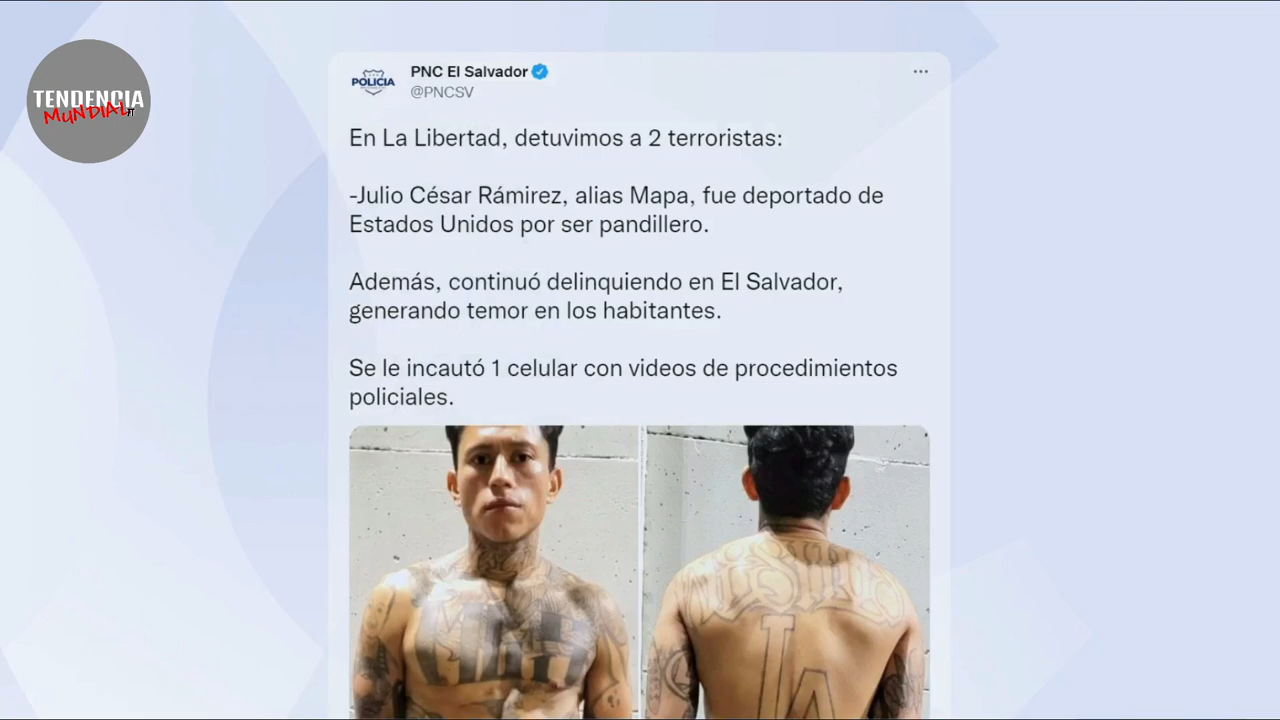 TENDENCIA
MUNDIAL
PNC El Salvador
POLICIA
@PNCSV
En La Libertad, detuvimos a 2 terroristas:
-Julio César Rámirez, alias Mapa, fue deportado de
Estados Unidos por ser pandillero.
Además, continuó delinquiendo en El Salvador,
generando temor en los habitantes.
Se le incautó 1 celular con videos de procedimientos
policiales.
LA